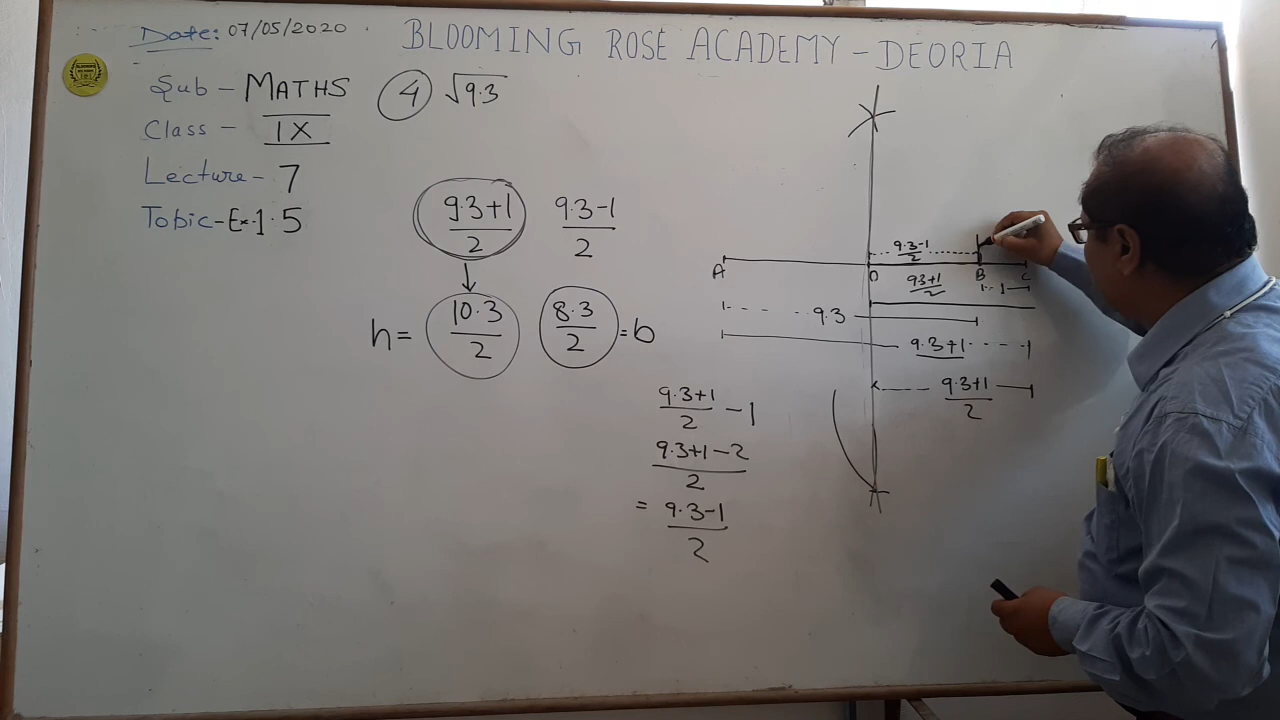 Date: 07/05/2020
BLOOMING ROSE ACADEMY - DEORIA
Sub - MATHS
Class - IX
Lecture - 7
Tobic - Ex-1.5
4 √9.3
9.3+1/2 9.3-1/2
h= 10.3/2 8.3/2 = b
9.3+1/2 - 1
9.3+1-2/2
= 9.3-1/2
9.3-1/2
A O B C
9.3+1/2
1
9.3
9.3+1
9.3+1/2